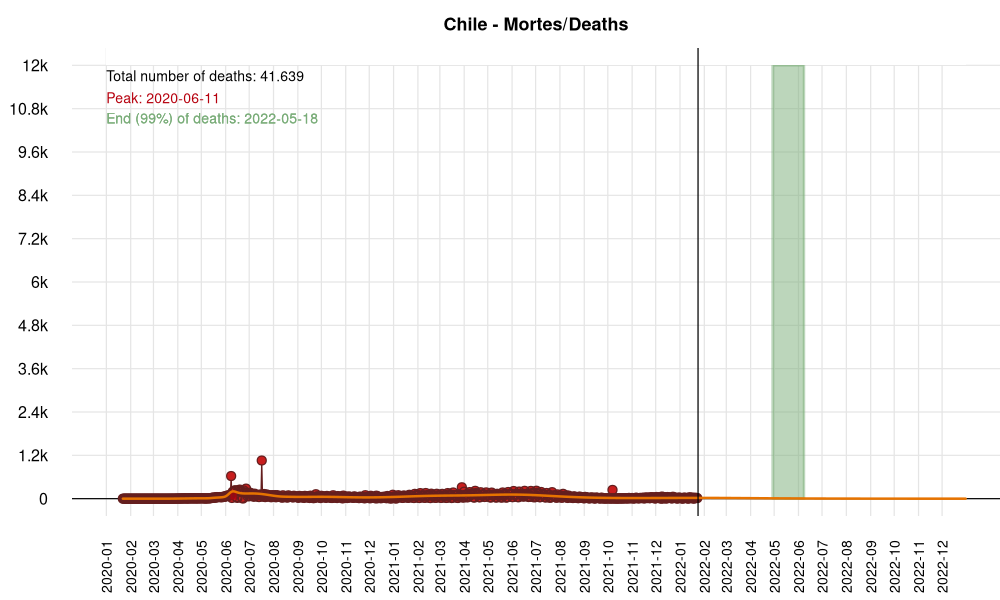 Chile - Mortes/Deaths
Total number of deaths: 41.639
Peak: 2020-06-11
End (99%) of deaths: 2022-05-18
12k
10.8k
9.6k
8.4k
7.2k
6k
4.8k
3.6k
2.4k
1.2k
0
2020-01
2020-02
2020-03
2020-04
2020-05
2020-06
2020-07
2020-08
2020-09
2020-10
2020-11
2020-12
2021-01
2021-02
2021-03
2021-04
2021-05
2021-06
2021-07
2021-08
2021-09
2021-10
2021-11
2021-12
2022-01
2022-02
2022-03
2022-04
2022-05
2022-06
2022-07
2022-08
2022-09
2022-10
2022-11
2022-12